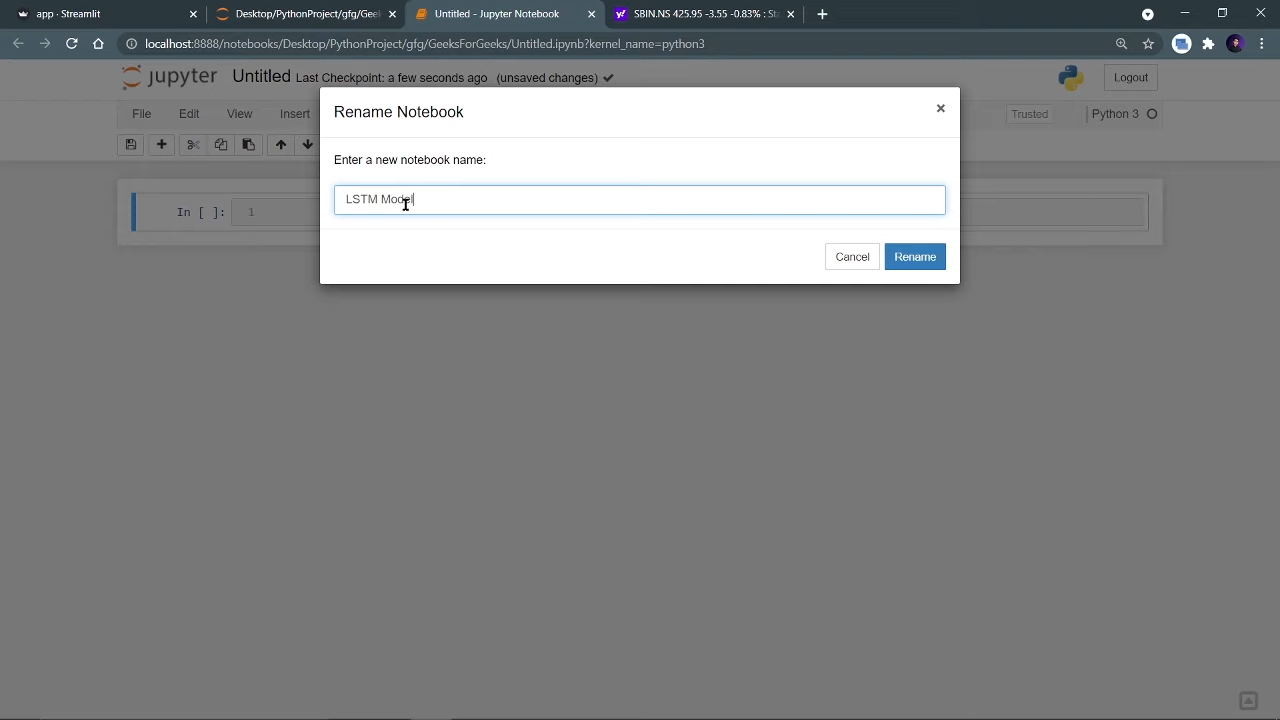 app · Streamlit
Desktop/PythonProject/gfg/Geek
Untitled - Jupyter Notebook
SBIN.NS 425.95 -3.55 -0.83% : Sta
localhost:8888/notebooks/Desktop/PythonProject/gfg/GeeksForGeeks/Untitled.ipynb?kernel_name=python3
jupyter Untitled Last Checkpoint: a few seconds ago (unsaved changes)
Logout
File Edit View Insert
Trusted
Python 3
Rename Notebook
×
Enter a new notebook name:
LSTM Model
In [ ]: 1
Cancel Rename